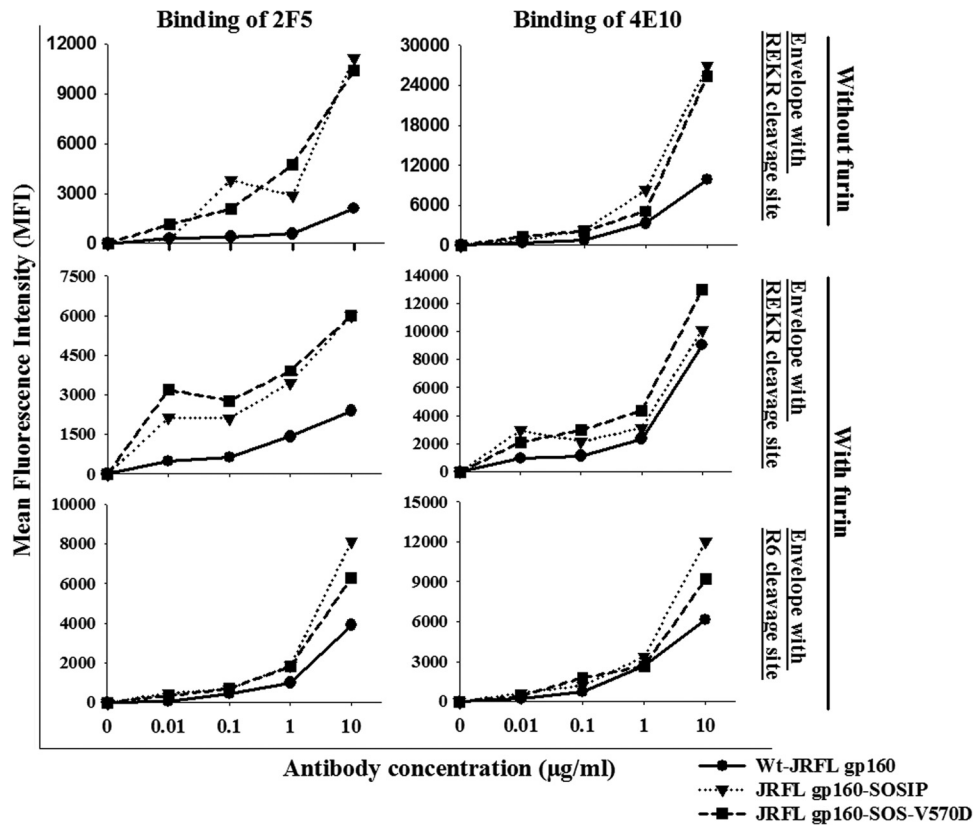 Binding of 2F5
Binding of 4E10
Mean Fluorescence Intensity (MFI)
12000
9000
6000
3000
0
30000
24000
18000
12000
6000
0
Envelope with
REKR cleavage site
Without furin
7500
6000
4500
3000
1500
0
14000
12000
10000
8000
6000
4000
2000
0
Envelope with
REKR cleavage site
With furin
10000
8000
6000
4000
2000
0
15000
12000
9000
6000
3000
0
Envelope with
R6 cleavage site
0 0.01 0.1 1 10
0 0.01 0.1 1 10
Antibody concentration (µg/ml)
Wt-JRFL gp160
JRFL gp160-SOSIP
JRFL gp160-SOS-V570D